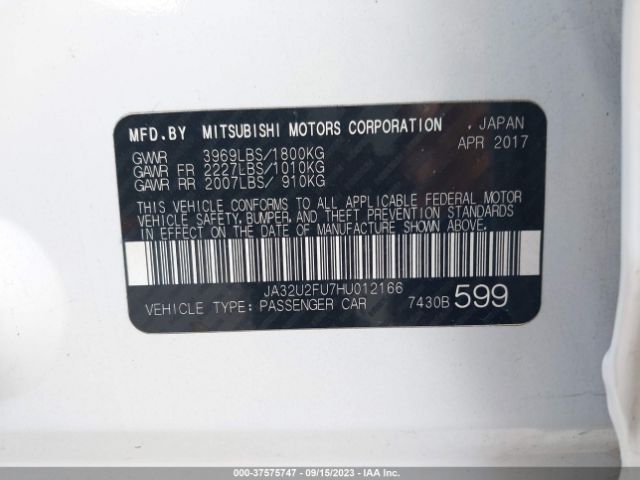 MFD.BY MITSUBISHI MOTORS CORPORATION , JAPAN
GVWR 3969LBS/1800KG APR 2017
GAWR FR 2227LBS/1010KG
GAWR RR 2007LBS/ 910KG
THIS VEHICLE CONFORMS TO ALL APPLICABLE FEDERAL MOTOR
VEHICLE SAFETY, BUMPER, AND THEFT PREVENTION STANDARDS
IN EFFECT ON THE DATE OF MANUFACTURE SHOWN ABOVE.
JA32U2FU7HU012166
VEHICLE TYPE: PASSENGER CAR 7430B 599
000-37575747 - 09/15/2023 - IAA Inc.